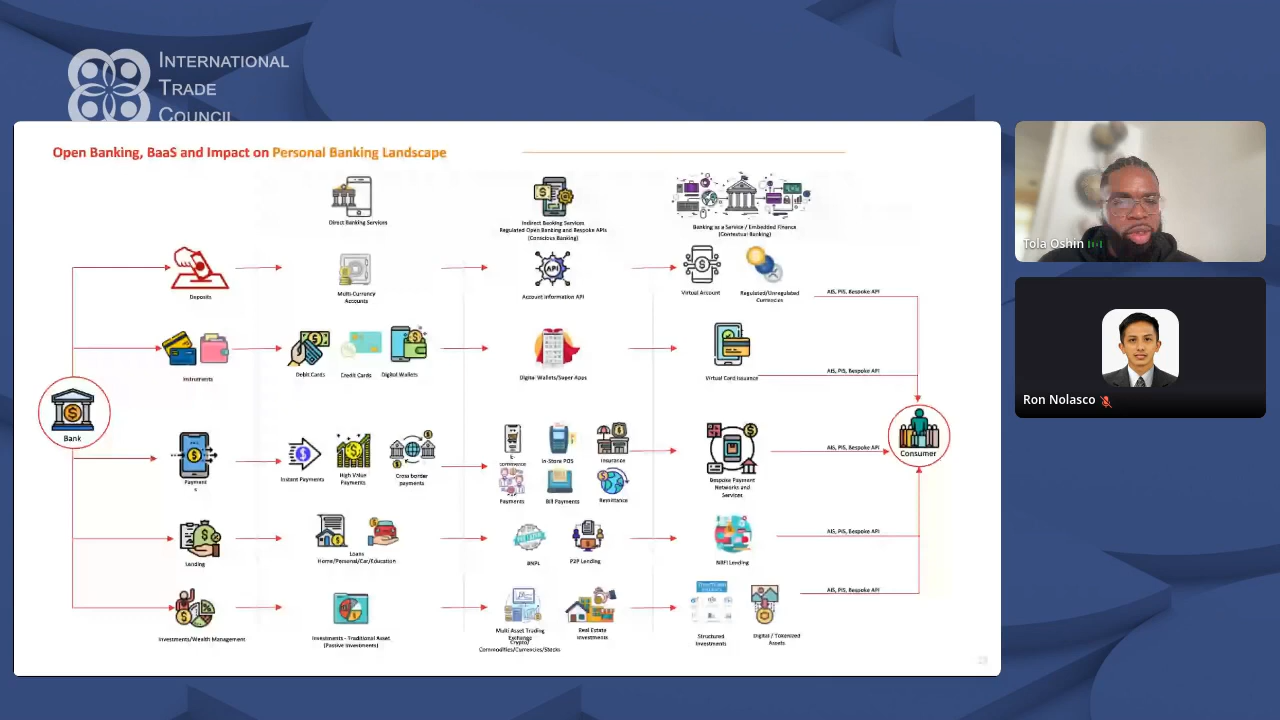 INTERNATIONAL
TRADE
COUNCIL
Open Banking, BaaS and Impact on Personal Banking Landscape
Direct Banking Services
Indirect Banking Services
Regulated Open Banking and Bespoke APIs
(Conscious Banking)
Banking as a Service / Embedded Finance
(Contextual Banking)
Deposits
Multi-Currency
Accounts
API
Account information API
Virtual Account
Regulated/Unregulated
Currencies
AIS, PIS, Bespoke API
Instruments
Debit Cards
Credit Cards
Digital Wallets
Digital Wallets/Super Apps
Virtual Card Issuance
AIS, PIS, Bespoke API
Bank
Payment
s
Instant Payments
High Value
Payments
Cross border
payments
E-
commerce
In-Store POS
Insurance
Payments
Bill Payments
Remittance
Bespoke Payment
Networks and
Services
AIS, PIS, Bespoke API
Consumer
Lending
Loans
Home/Personal/Car/Education
BNPL
P2P Lending
NBFI Lending
AIS, PIS, Bespoke API
Investments/Wealth Management
Investments - Traditional Asset
(Passive Investments)
Multi Asset Trading
Exchange
Crypto/
Commodities/Currencies/Stocks
Real Estate
Investments
Structured
Investments
Digital / Tokenized
Assets
AIS, PIS, Bespoke API
Tola Oshin
Ron Nolasco